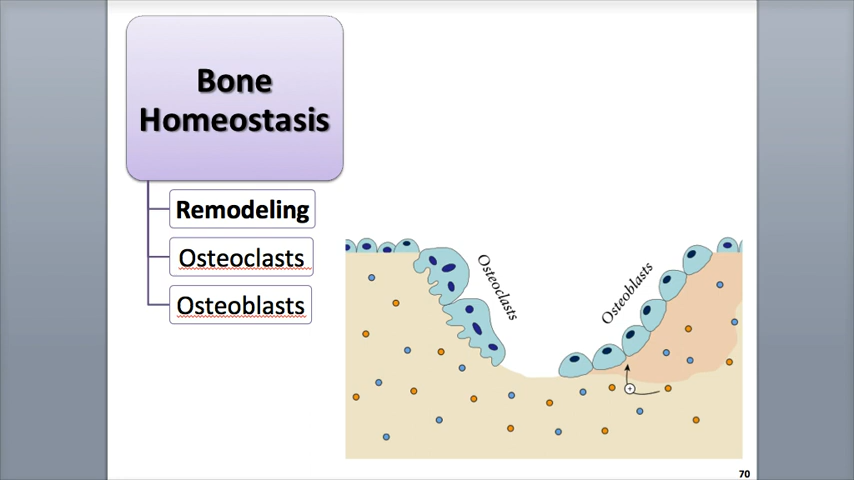 Bone
Homeostasis
Remodeling
Osteoclasts
Osteoblasts
Osteoclasts
Osteoblasts
+
70